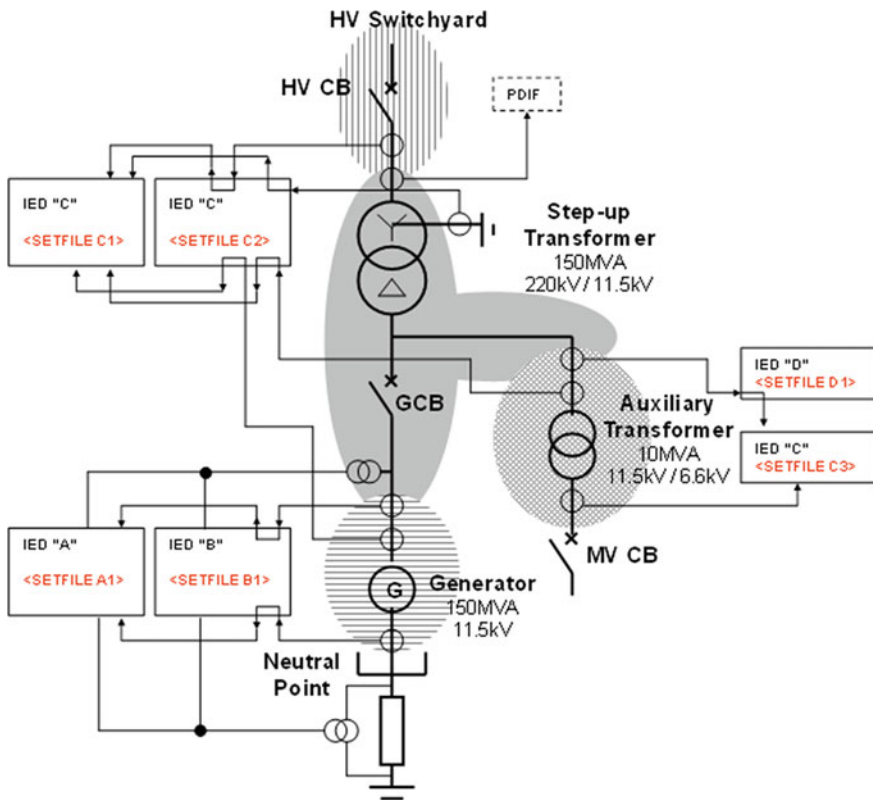 HV Switchyard
HV CB
PDIF
IED "C"
<SETFILE C1>
IED "C"
<SETFILE C2>
Step-up
Transformer
150MVA
220kV / 11.5kV
IED "D"
<SETFILE D1>
GCB
Auxiliary
Transformer
10MVA
11.5kV / 6.6kV
IED "C"
<SETFILE C3>
IED "A"
<SETFILE A1>
IED "B"
<SETFILE B1>
MV CB
G
Generator
150MVA
11.5kV
Neutral
Point